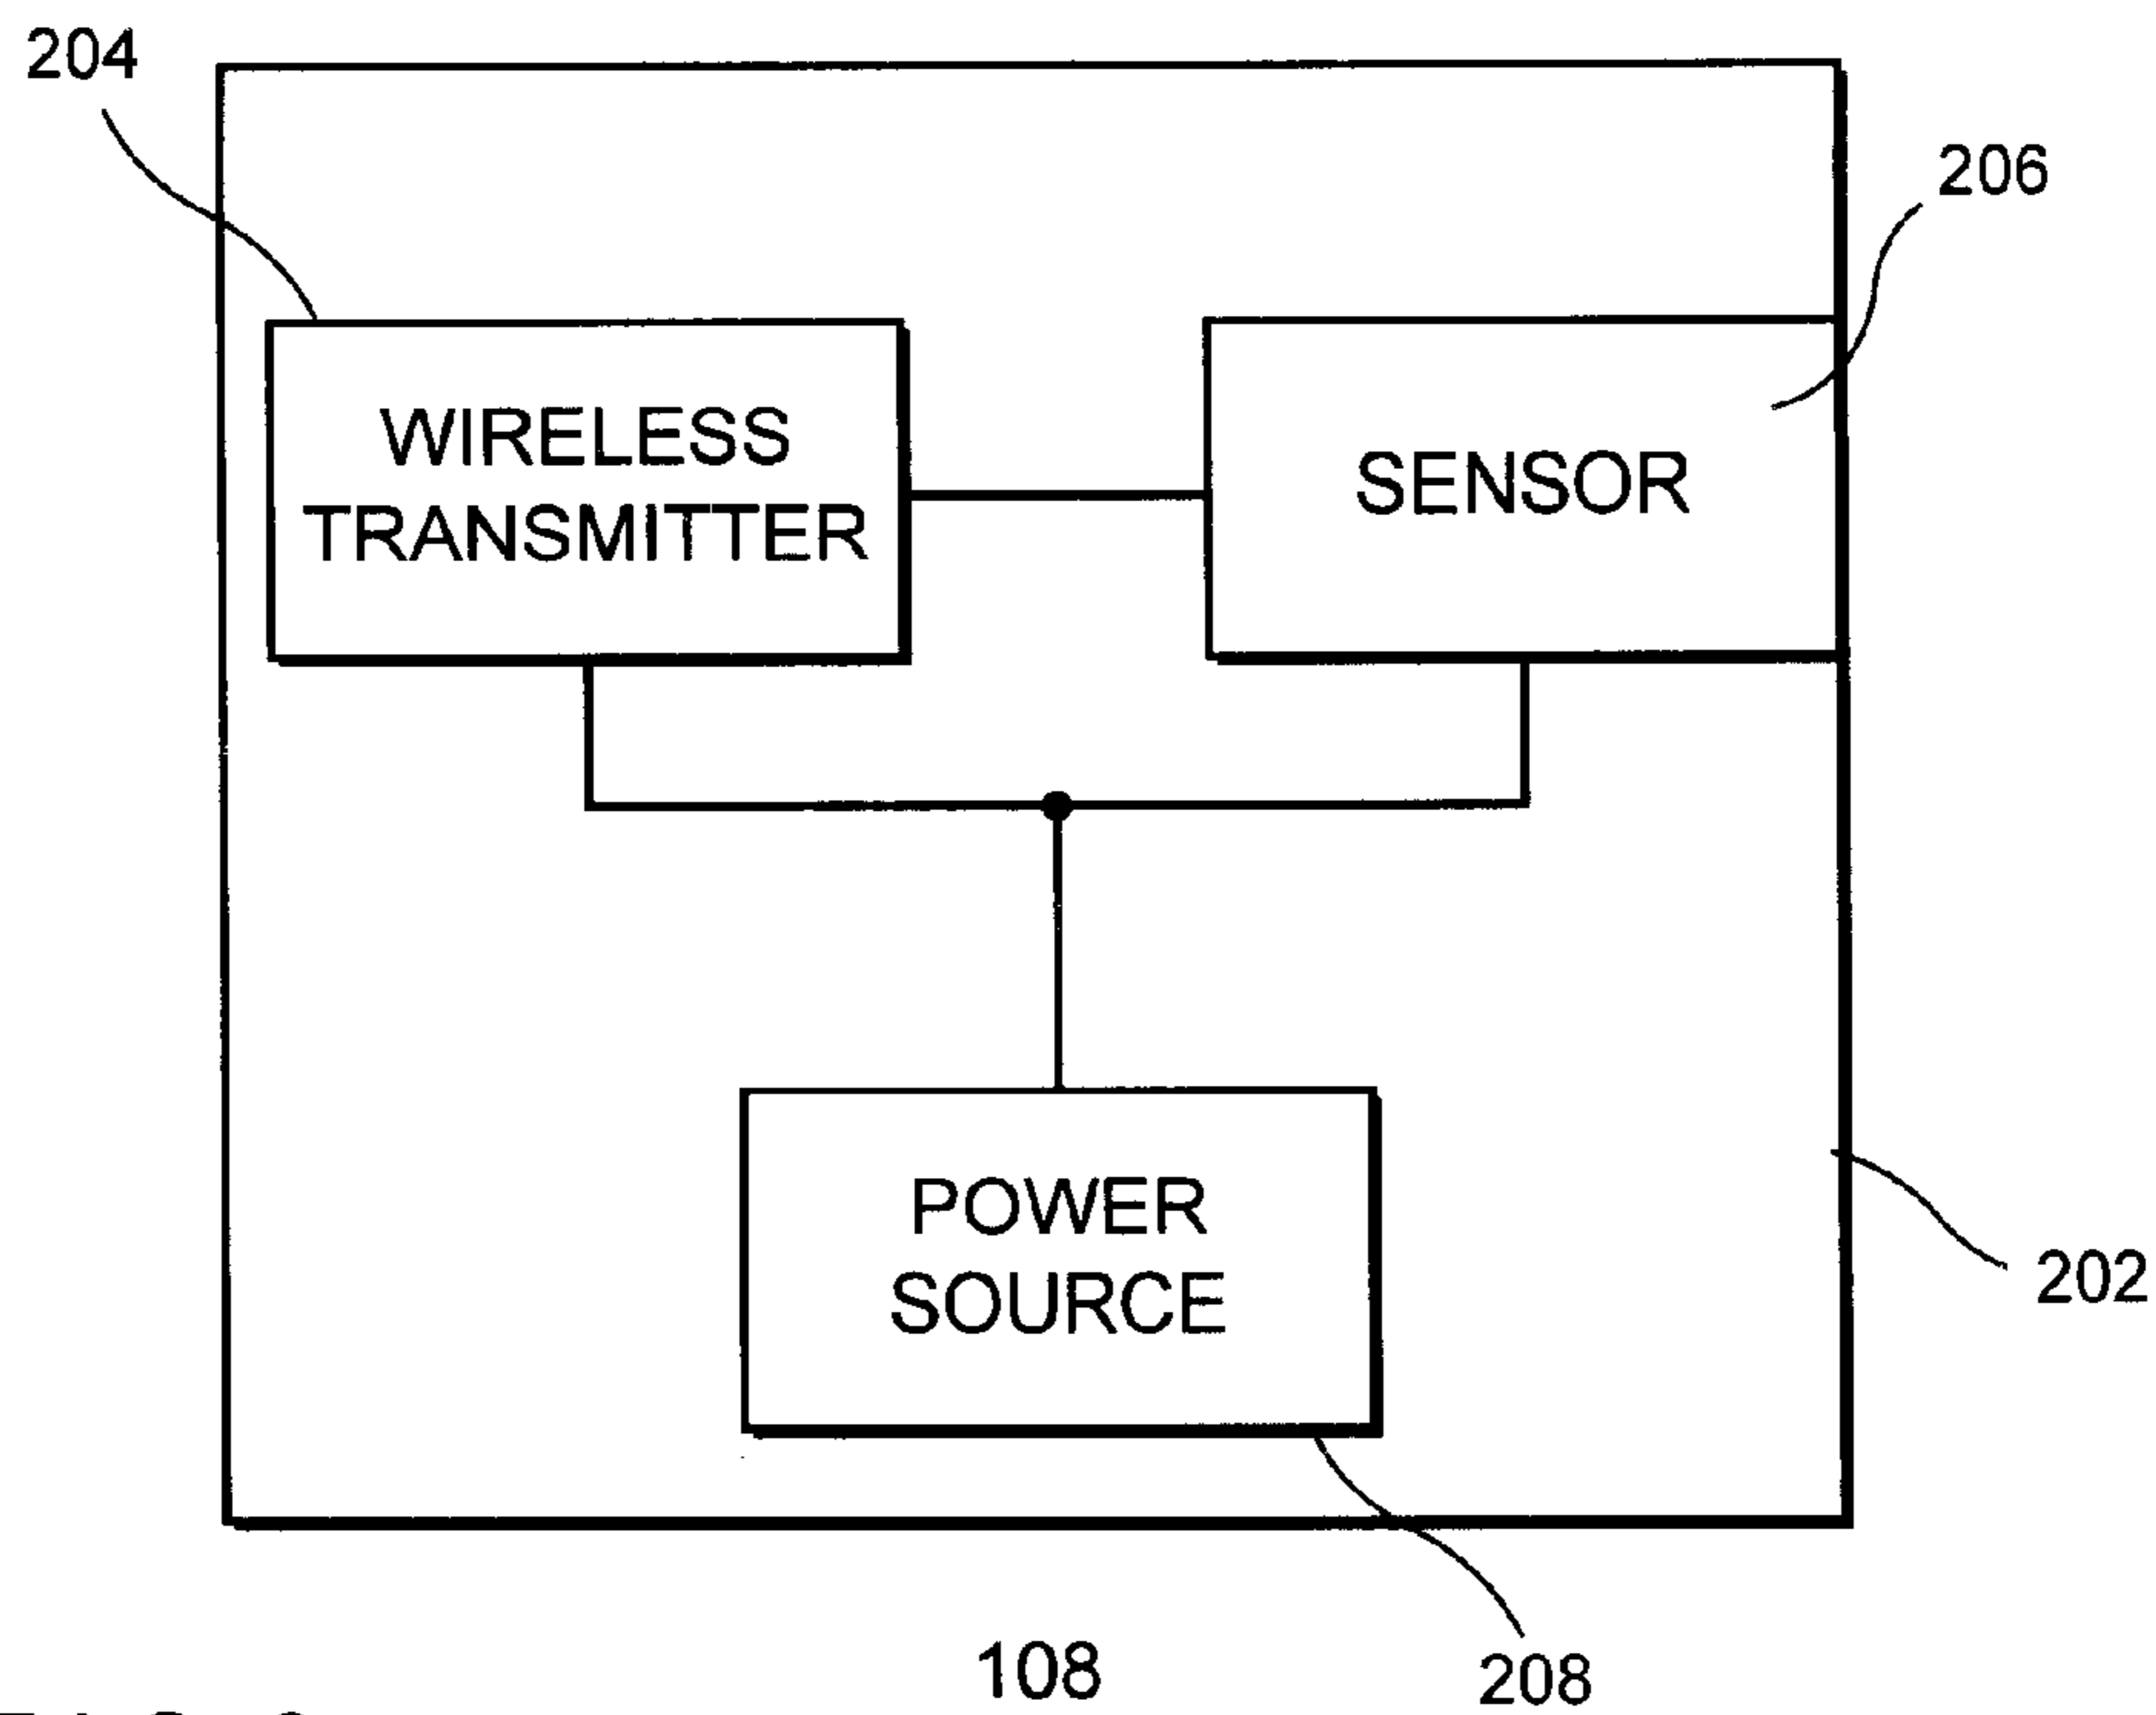 204
206
WIRELESS
TRANSMITTER
SENSOR
POWER
SOURCE
202
108
208